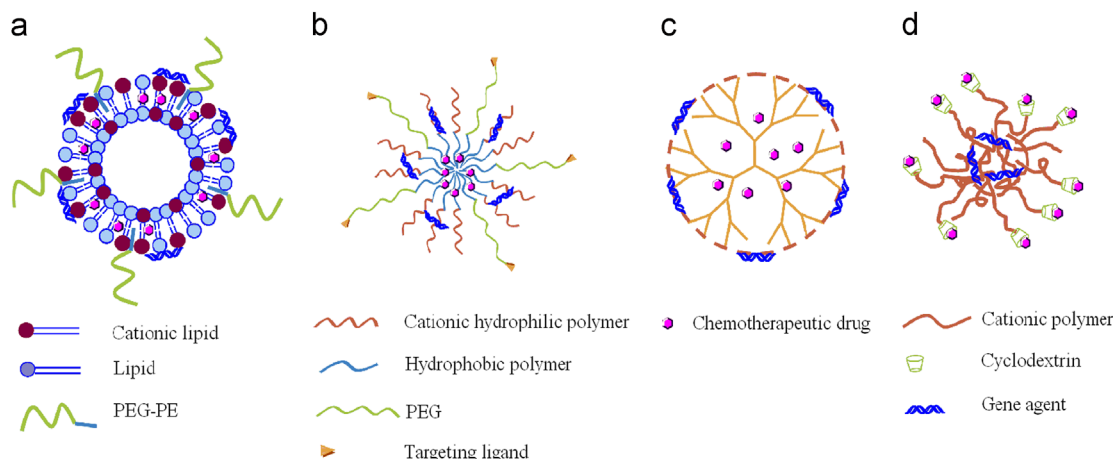 a
b
c
d
Cationic lipid
Lipid
PEG-PE
Cationic hydrophilic polymer
Hydrophobic polymer
PEG
Targeting ligand
Chemotherapeutic drug
Cationic polymer
Cyclodextrin
Gene agent